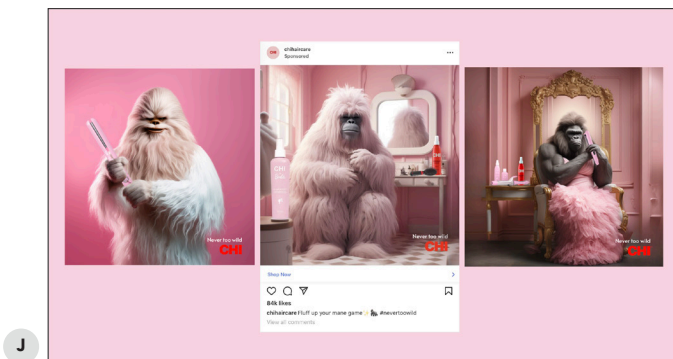 CHI
chihaircare
Sponsored
Never too wild
CHI
CHI
Never too wild
CHI
Never too wild
CHI
Shop Now
84k likes
chihaircare Fluff up your mane game✨🦍 #nevertoowild
View all comments
J